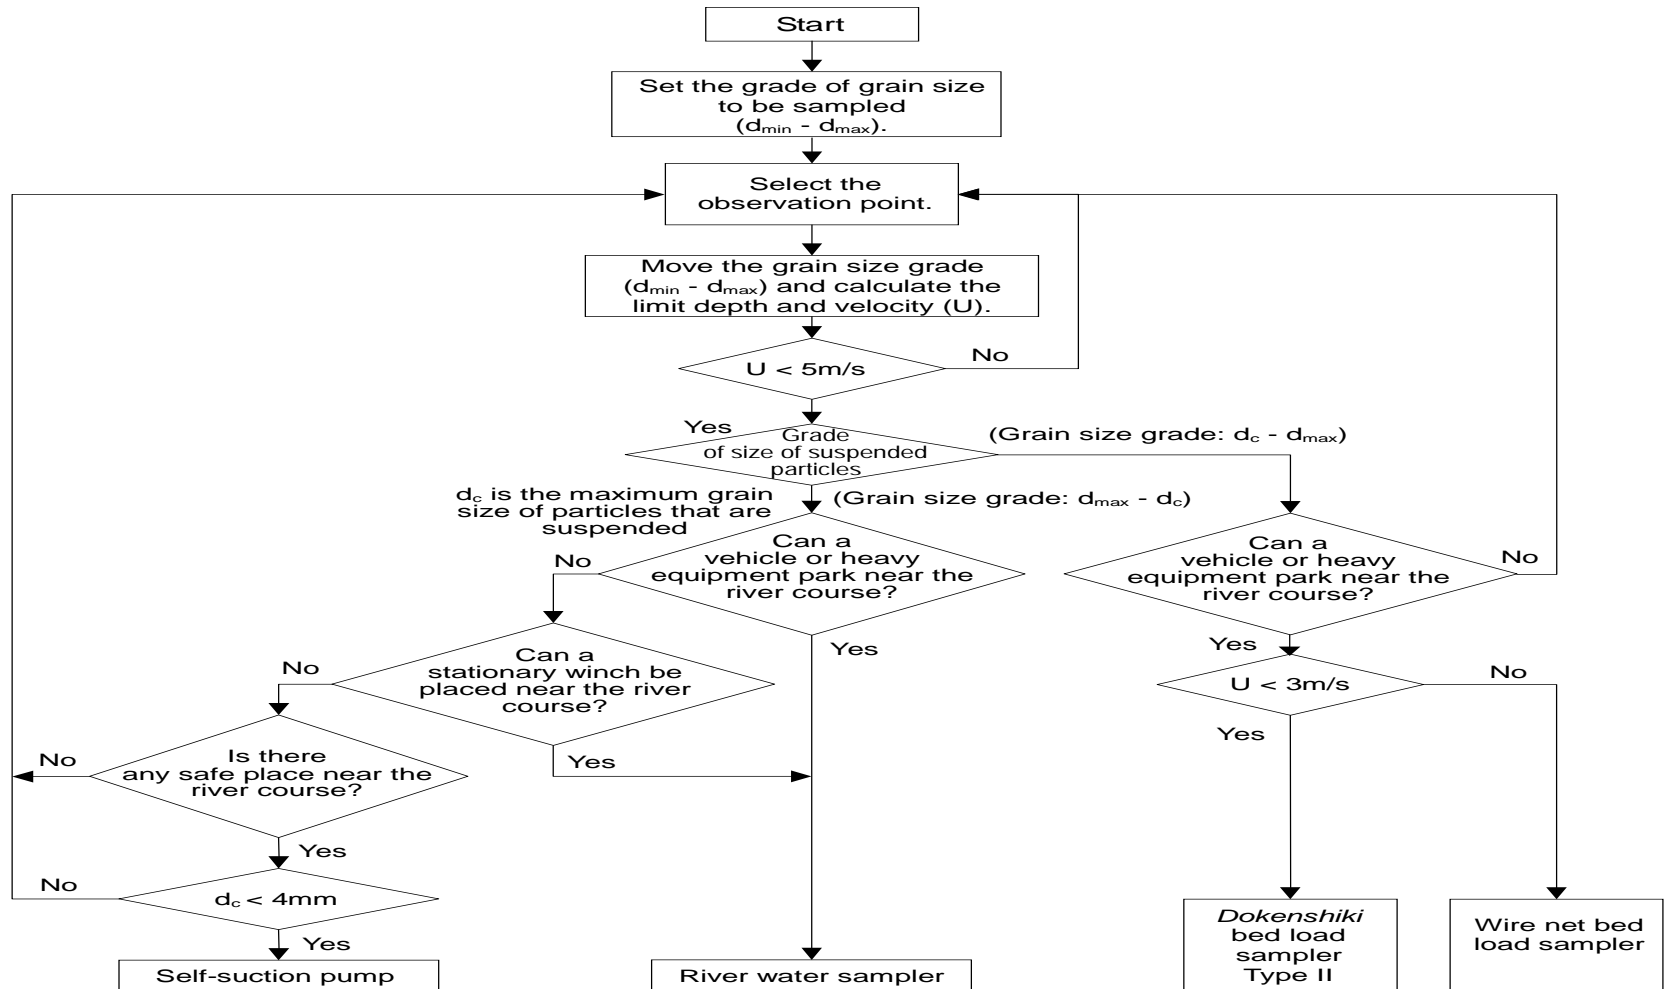 Start
Set the grade of grain size
to be sampled
(dmin - dmax).
Select the
observation point.
Move the grain size grade
(dmin - dmax) and calculate the
limit depth and velocity (U).
U < 5m/s
No
Yes
Grade
of size of suspended
particles
(Grain size grade: dc - dmax)
dc is the maximum grain
size of particles that are
suspended
(Grain size grade: dmax - dc)
Can a
vehicle or heavy
equipment park near the
river course?
No
Yes
Can a
vehicle or heavy
equipment park near the
river course?
No
Yes
Can a
stationary winch be
placed near the river
course?
No
Yes
U < 3m/s
No
Yes
Is there
any safe place near the
river course?
No
Yes
dc < 4mm
No
Yes
Self-suction pump
River water sampler
Dokenshiki
bed load
sampler
Type II
Wire net bed
load sampler